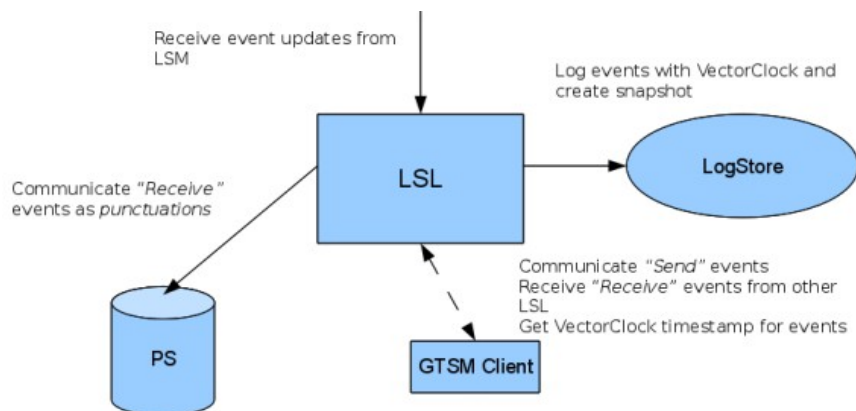 Receive event updates from
LSM
Log events with VectorClock and
create snapshot
LSL
LogStore
Communicate “Receive”
events as punctuations
Communicate “Send” events
Receive “Receive” events from other
LSL
Get VectorClock timestamp for events
PS
GTSM Client